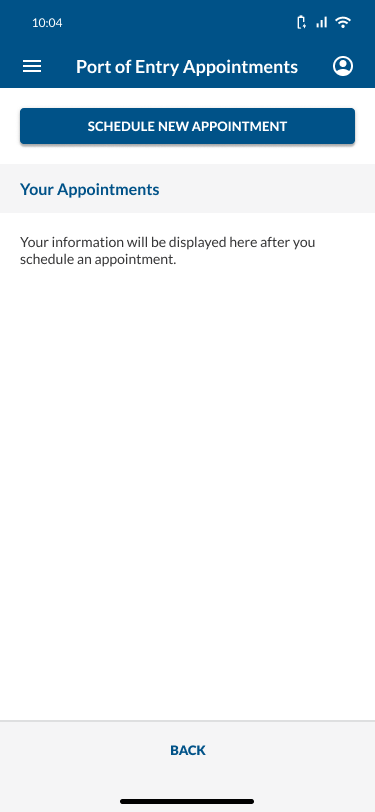 10:04
Port of Entry Appointments
SCHEDULE NEW APPOINTMENT
Your Appointments
Your information will be displayed here after you
schedule an appointment.
BACK